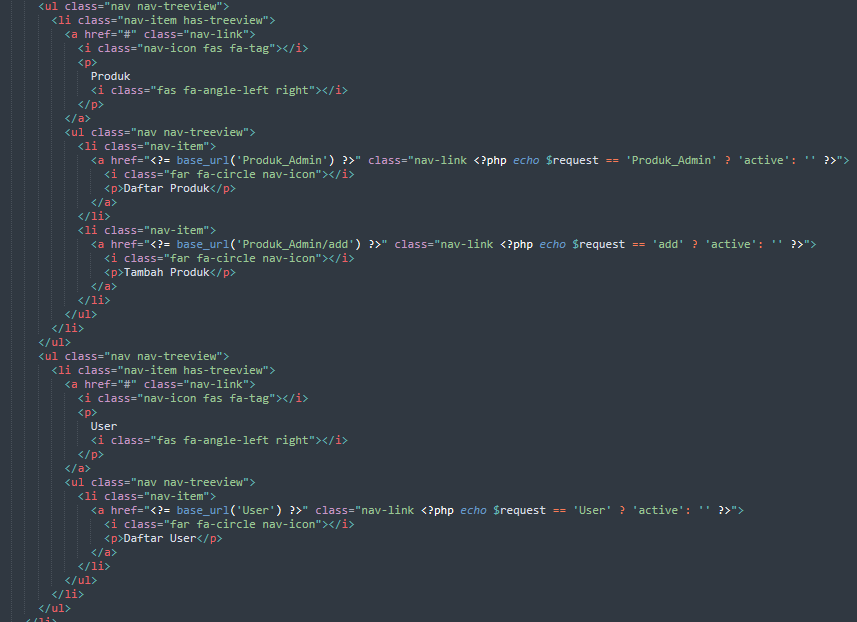 <ul class="nav nav-treeview">
<li class="nav-item has-treeview">
<a href="#" class="nav-link">
<i class="nav-icon fas fa-tag"></i>
<p>
Produk
<i class="fas fa-angle-left right"></i>
</p>
</a>
<ul class="nav nav-treeview">
<li class="nav-item">
<a href="<?= base_url('Produk_Admin') ?>" class="nav-link <?php echo $request == 'Produk_Admin' ? 'active': '' ?>">
<i class="far fa-circle nav-icon"></i>
<p>Daftar Produk</p>
</a>
</li>
<li class="nav-item">
<a href="<?= base_url('Produk_Admin/add') ?>" class="nav-link <?php echo $request == 'add' ? 'active': '' ?>">
<i class="far fa-circle nav-icon"></i>
<p>Tambah Produk</p>
</a>
</li>
</ul>
</li>
</ul>
<ul class="nav nav-treeview">
<li class="nav-item has-treeview">
<a href="#" class="nav-link">
<i class="nav-icon fas fa-tag"></i>
<p>
User
<i class="fas fa-angle-left right"></i>
</p>
</a>
<ul class="nav nav-treeview">
<li class="nav-item">
<a href="<?= base_url('User') ?>" class="nav-link <?php echo $request == 'User' ? 'active': '' ?>">
<i class="far fa-circle nav-icon"></i>
<p>Daftar User</p>
</a>
</li>
</ul>
</li>
</ul>
</li>